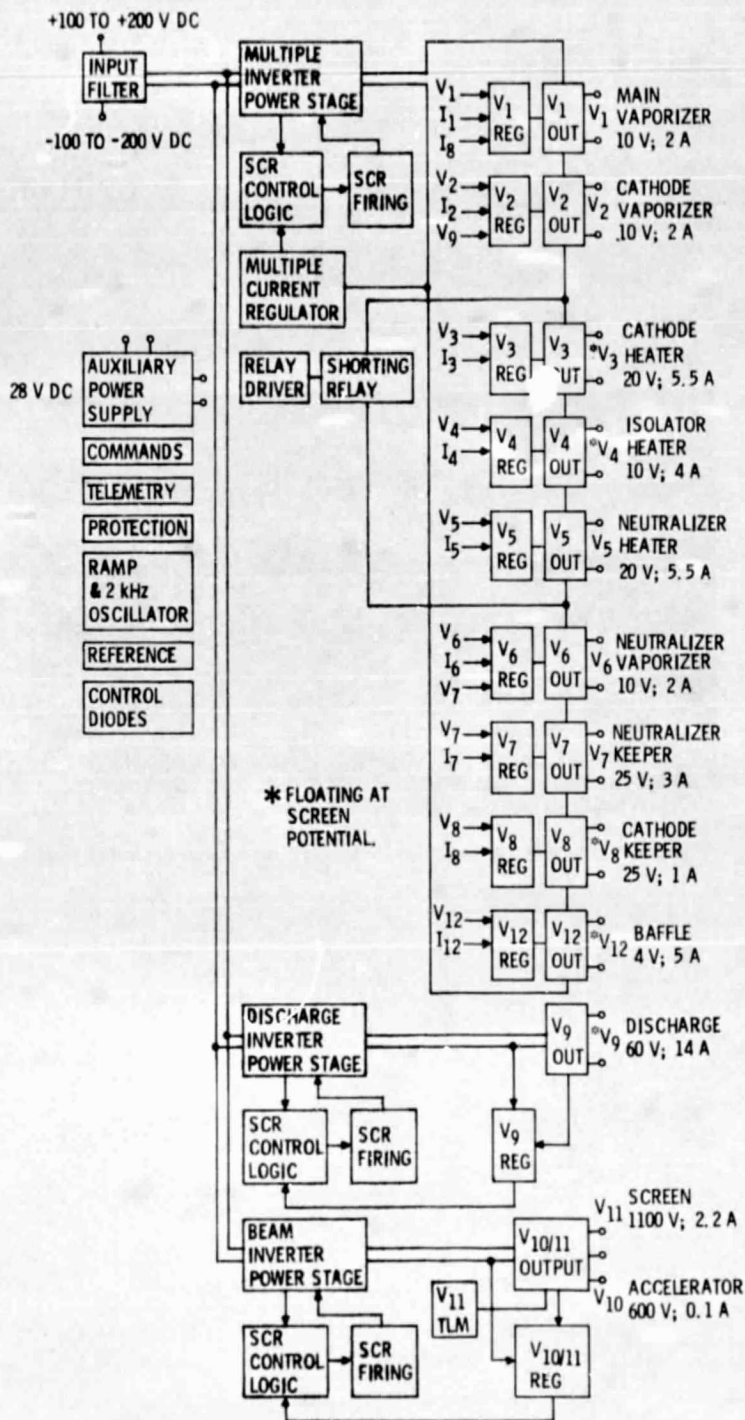 +100 TO +200 V DC
INPUT
FILTER
-100 TO -200 V DC
MULTIPLE
INVERTER
POWER STAGE
SCR
CONTROL
LOGIC
SCR
FIRING
MULTIPLE
CURRENT
REGULATOR
RELAY
DRIVER
SHORTING
RELAY
28 V DC
AUXILIARY
POWER
SUPPLY
COMMANDS
TELEMETRY
PROTECTION
RAMP
& 2 kHz
OSCILLATOR
REFERENCE
CONTROL
DIODES
V1
I1
I8
V1
REG
V1
OUT
V1
MAIN
VAPORIZER
10 V; 2 A
V2
I2
V9
V2
REG
V2
OUT
V2
CATHODE
VAPORIZER
10 V; 2 A
V3
I3
V3
REG
V3
OUT
*V3
CATHODE
HEATER
20 V; 5.5 A
V4
I4
V4
REG
V4
OUT
*V4
ISOLATOR
HEATER
10 V; 4 A
V5
I5
V5
REG
V5
OUT
V5
NEUTRALIZER
HEATER
20 V; 5.5 A
V6
I6
V7
V6
REG
V6
OUT
V6
NEUTRALIZER
VAPORIZER
10 V; 2 A
V7
I7
V7
REG
V7
OUT
V7
NEUTRALIZER
KEEPER
25 V; 3 A
* FLOATING AT
SCREEN
POTENTIAL.
V8
I8
V8
REG
V8
OUT
*V8
CATHODE
KEEPER
25 V; 1 A
V12
I12
V12
REG
V12
OUT
*V12
BAFFLE
4 V; 5 A
DISCHARGE
INVERTER
POWER STAGE
V9
OUT
*V9
DISCHARGE
60 V; 14 A
SCR
CONTROL
LOGIC
SCR
FIRING
V9
REG
BEAM
INVERTER
POWER STAGE
V10/11
OUTPUT
V11
SCREEN
1100 V; 2.2 A
V10
ACCELERATOR
600 V; 0.1 A
V11
TLM
SCR
CONTROL
LOGIC
SCR
FIRING
V10/11
REG